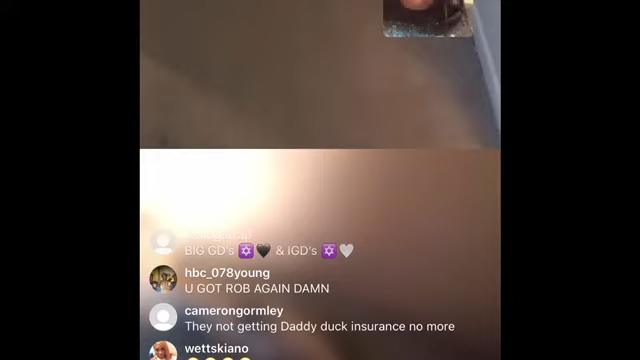 BIG GD's ✡️🖤 & IGD's ✡️🤍
hbc_078young
U GOT ROB AGAIN DAMN
camerongormley
They not getting Daddy duck insurance no more
wettskiano